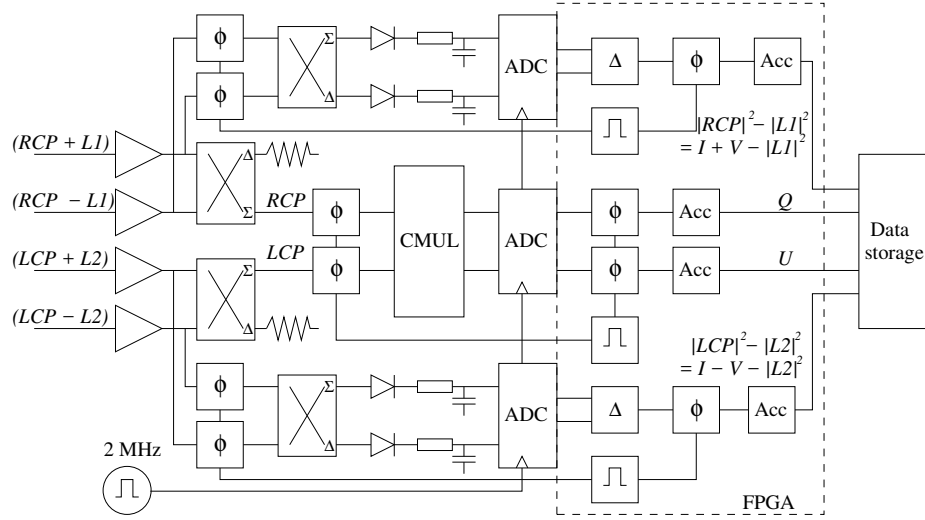 ϕ
Σ
Δ
ADC
Δ
ϕ
Acc
ϕ
|RCP|² − |L1|²
= I + V − |L1|²
(RCP + L1)
Δ
Σ
(RCP − L1)
RCP
ϕ
CMUL
ADC
ϕ
Acc
Q
Data
storage
(LCP + L2)
Σ
Δ
LCP
ϕ
ϕ
Acc
U
(LCP − L2)
|LCP|² − |L2|²
= I − V − |L2|²
ϕ
Σ
Δ
ADC
Δ
ϕ
Acc
ϕ
2 MHz
FPGA